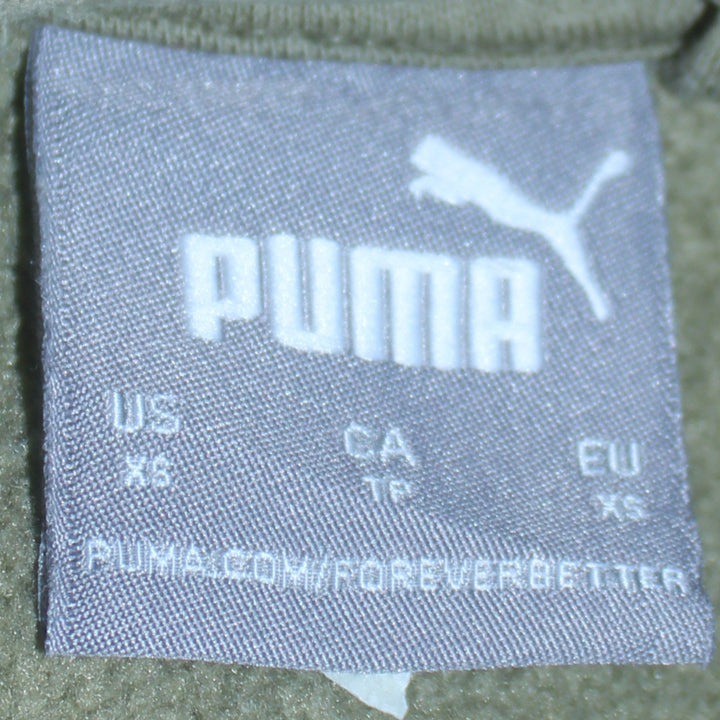 PUMA
US CA EU
XS TP XS
PUMA.COM/FOREVERBETTER